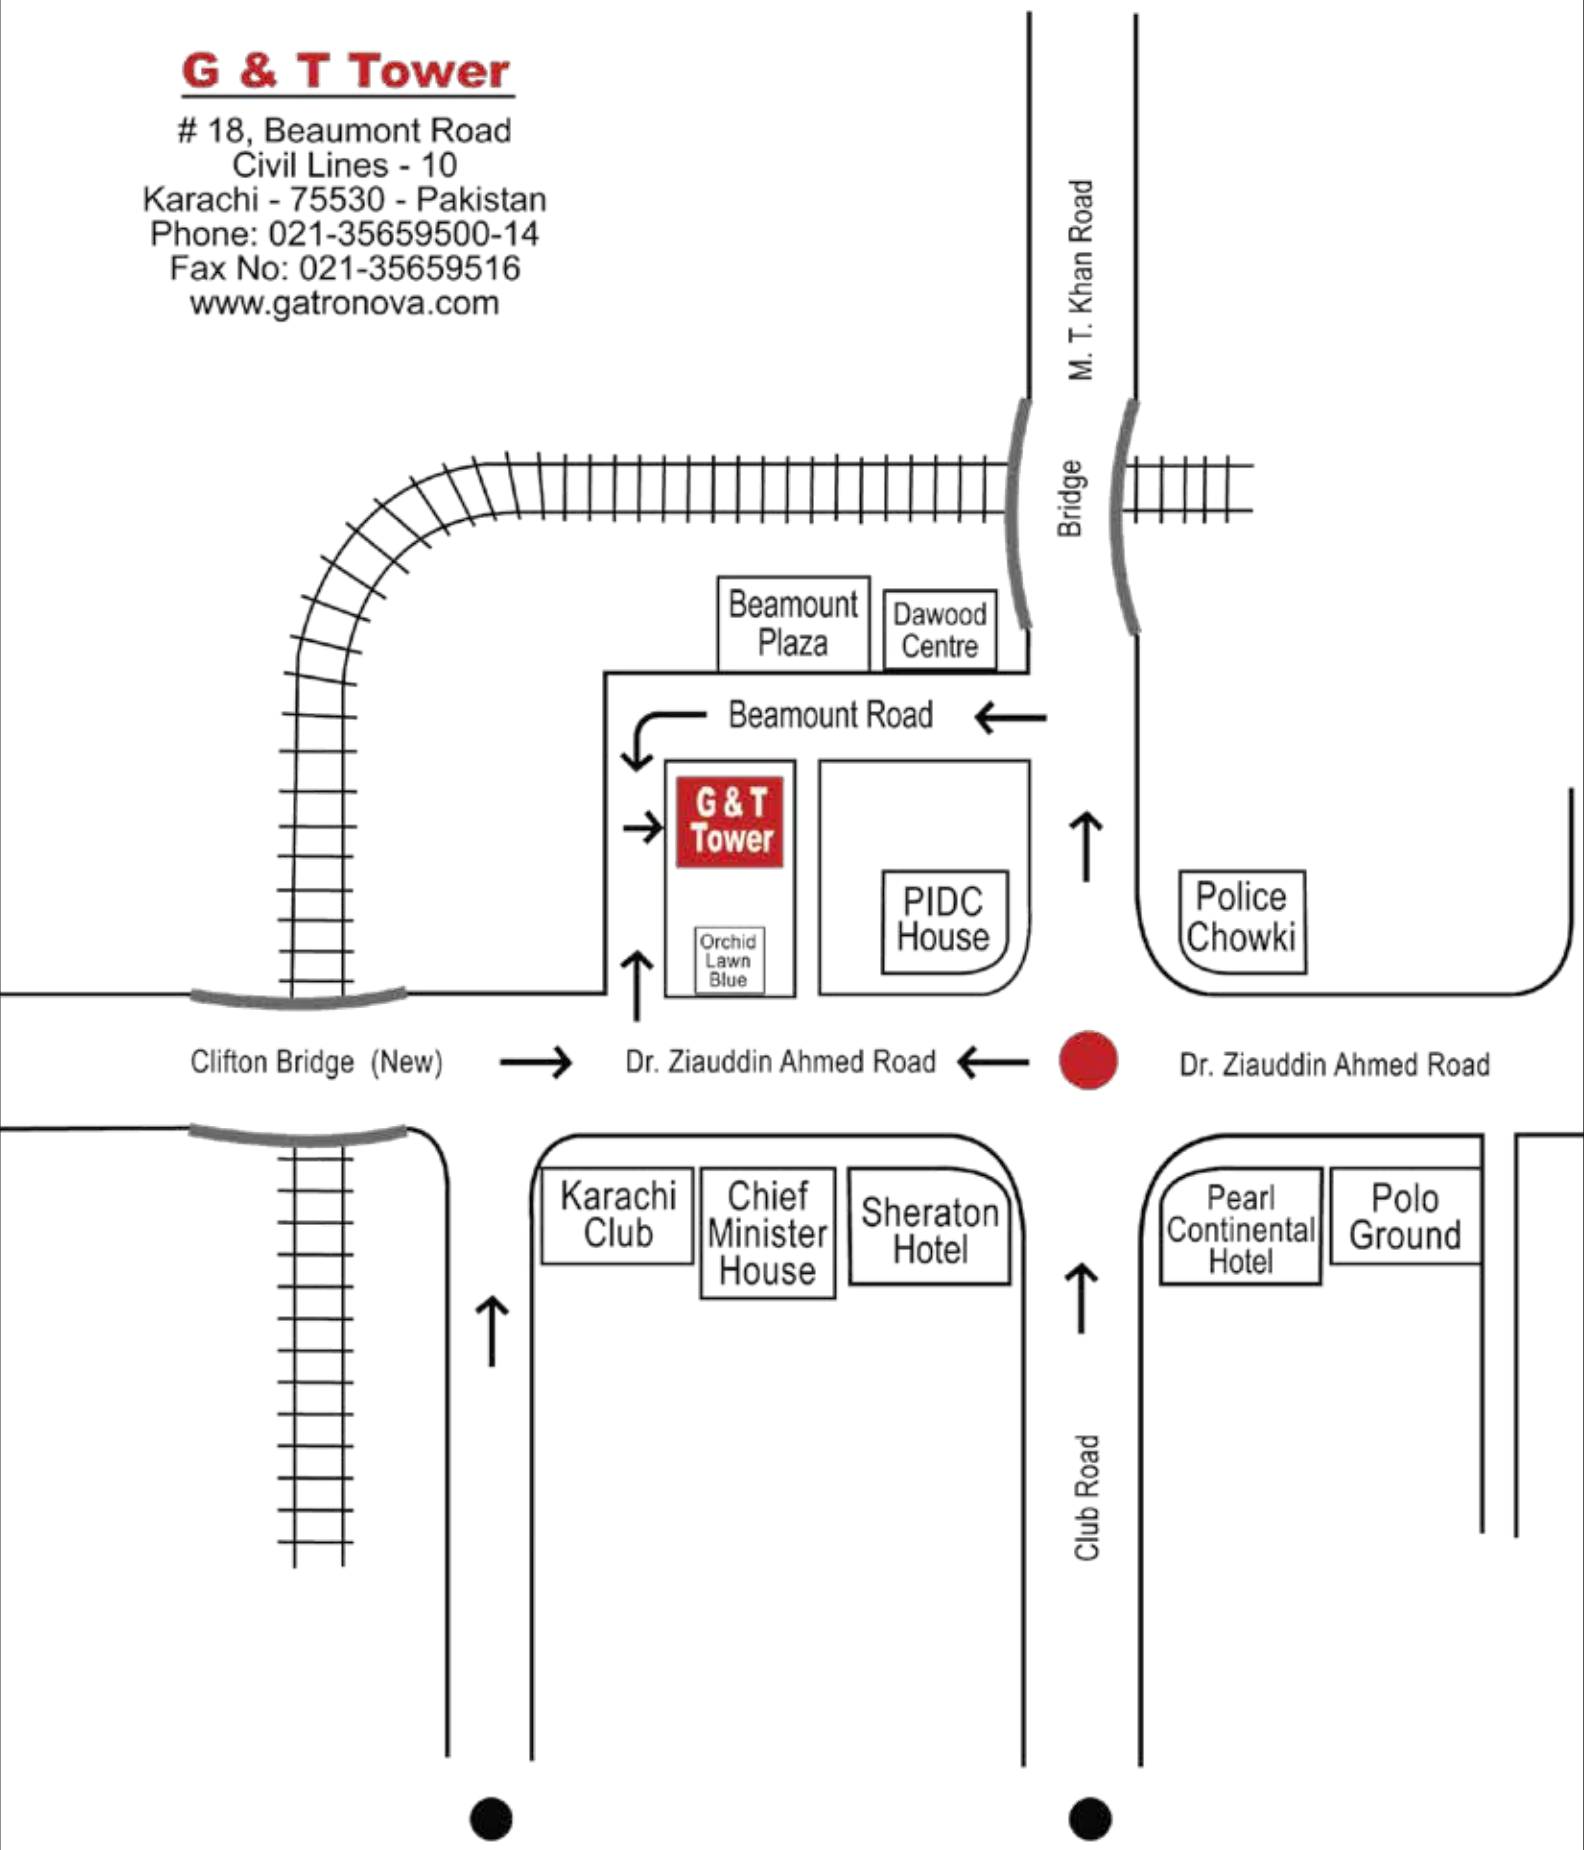 G & T Tower
# 18, Beaumont Road
Civil Lines - 10
Karachi - 75530 - Pakistan
Phone: 021-35659500-14
Fax No: 021-35659516
www.gatronova.com
M. T. Khan Road
Bridge
Beamount
Plaza
Dawood
Centre
Beamount Road
G & T
Tower
Orchid
Lawn
Blue
PIDC
House
Police
Chowki
Clifton Bridge (New)
Dr. Ziauddin Ahmed Road
Dr. Ziauddin Ahmed Road
Karachi
Club
Chief
Minister
House
Sheraton
Hotel
Pearl
Continental
Hotel
Polo
Ground
Club Road